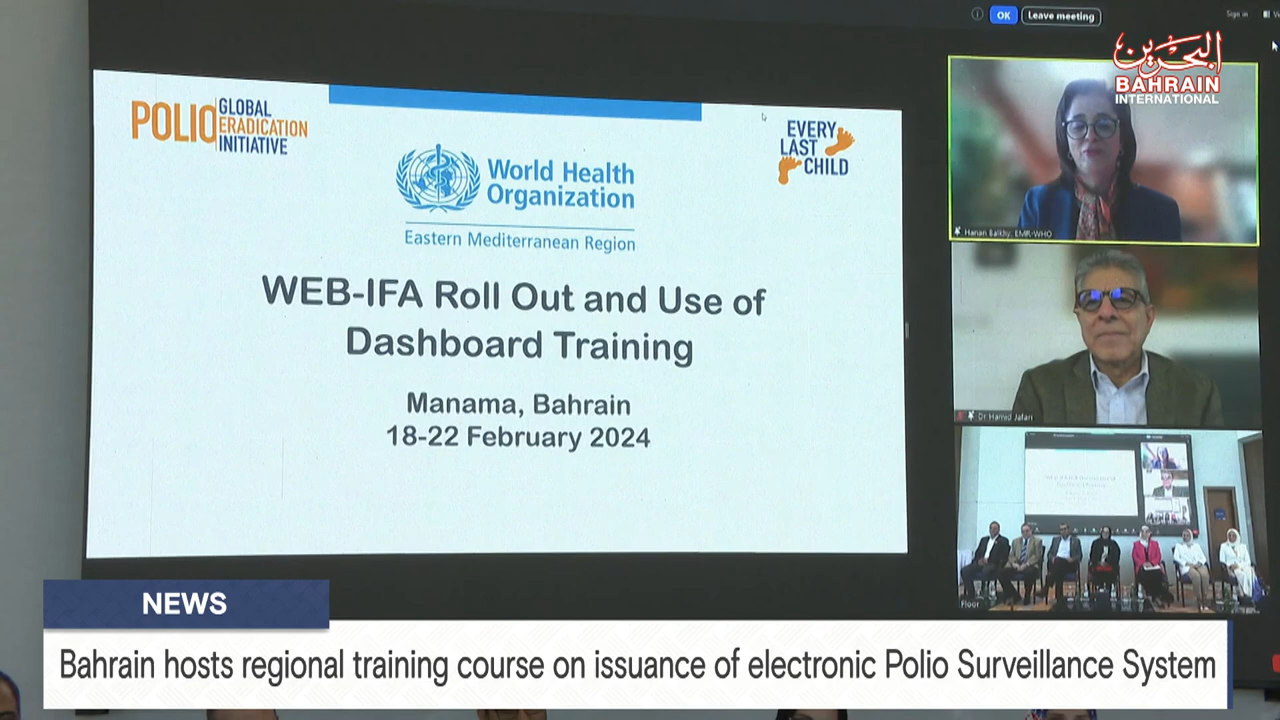 OK
Leave meeting
Sign in
البحرين
BAHRAIN
INTERNATIONAL
POLIO
GLOBAL
ERADICATION
INITIATIVE
World Health
Organization
Eastern Mediterranean Region
EVERY
LAST
CHILD
WEB-IFA Roll Out and Use of
Dashboard Training
Manama, Bahrain
18-22 February 2024
Hanan Balkhy, EMR-WHO
Dr Hamid Jafari
Floor
NEWS
Bahrain hosts regional training course on issuance of electronic Polio Surveillance System